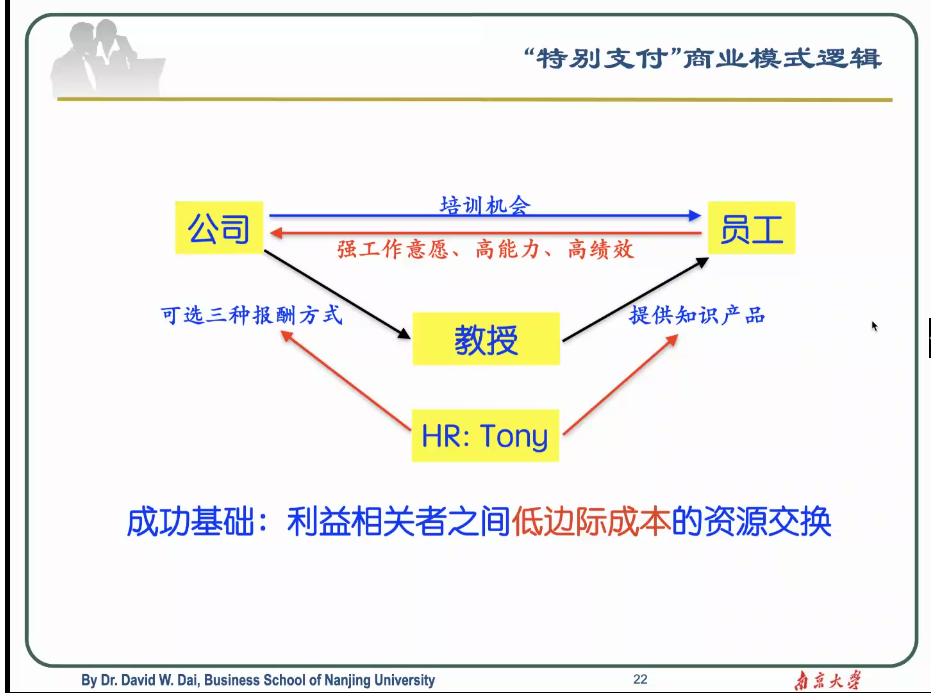 “特别支付”商业模式逻辑
培训机会
公司
员工
强工作意愿、高能力、高绩效
可选三种报酬方式
提供知识产品
教授
HR: Tony
成功基础：利益相关者之间低边际成本的资源交换
By Dr. David W. Dai, Business School of Nanjing University
22
南京大学